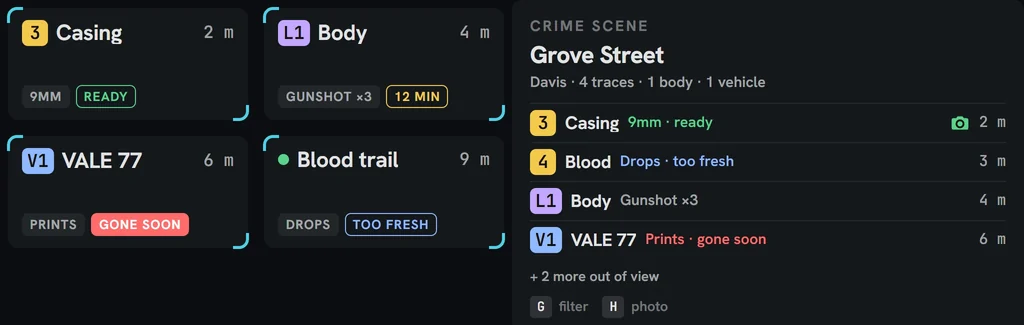 3 Casing 2 m
9MM READY
L1 Body 4 m
GUNSHOT ×3 12 MIN
V1 VALE 77 6 m
PRINTS GONE SOON
Blood trail 9 m
DROPS TOO FRESH
CRIME SCENE
Grove Street
Davis · 4 traces · 1 body · 1 vehicle
3 Casing 9mm · ready 2 m
4 Blood Drops · too fresh 3 m
L1 Body Gunshot ×3 4 m
V1 VALE 77 Prints · gone soon 6 m
+ 2 more out of view
G filter H photo